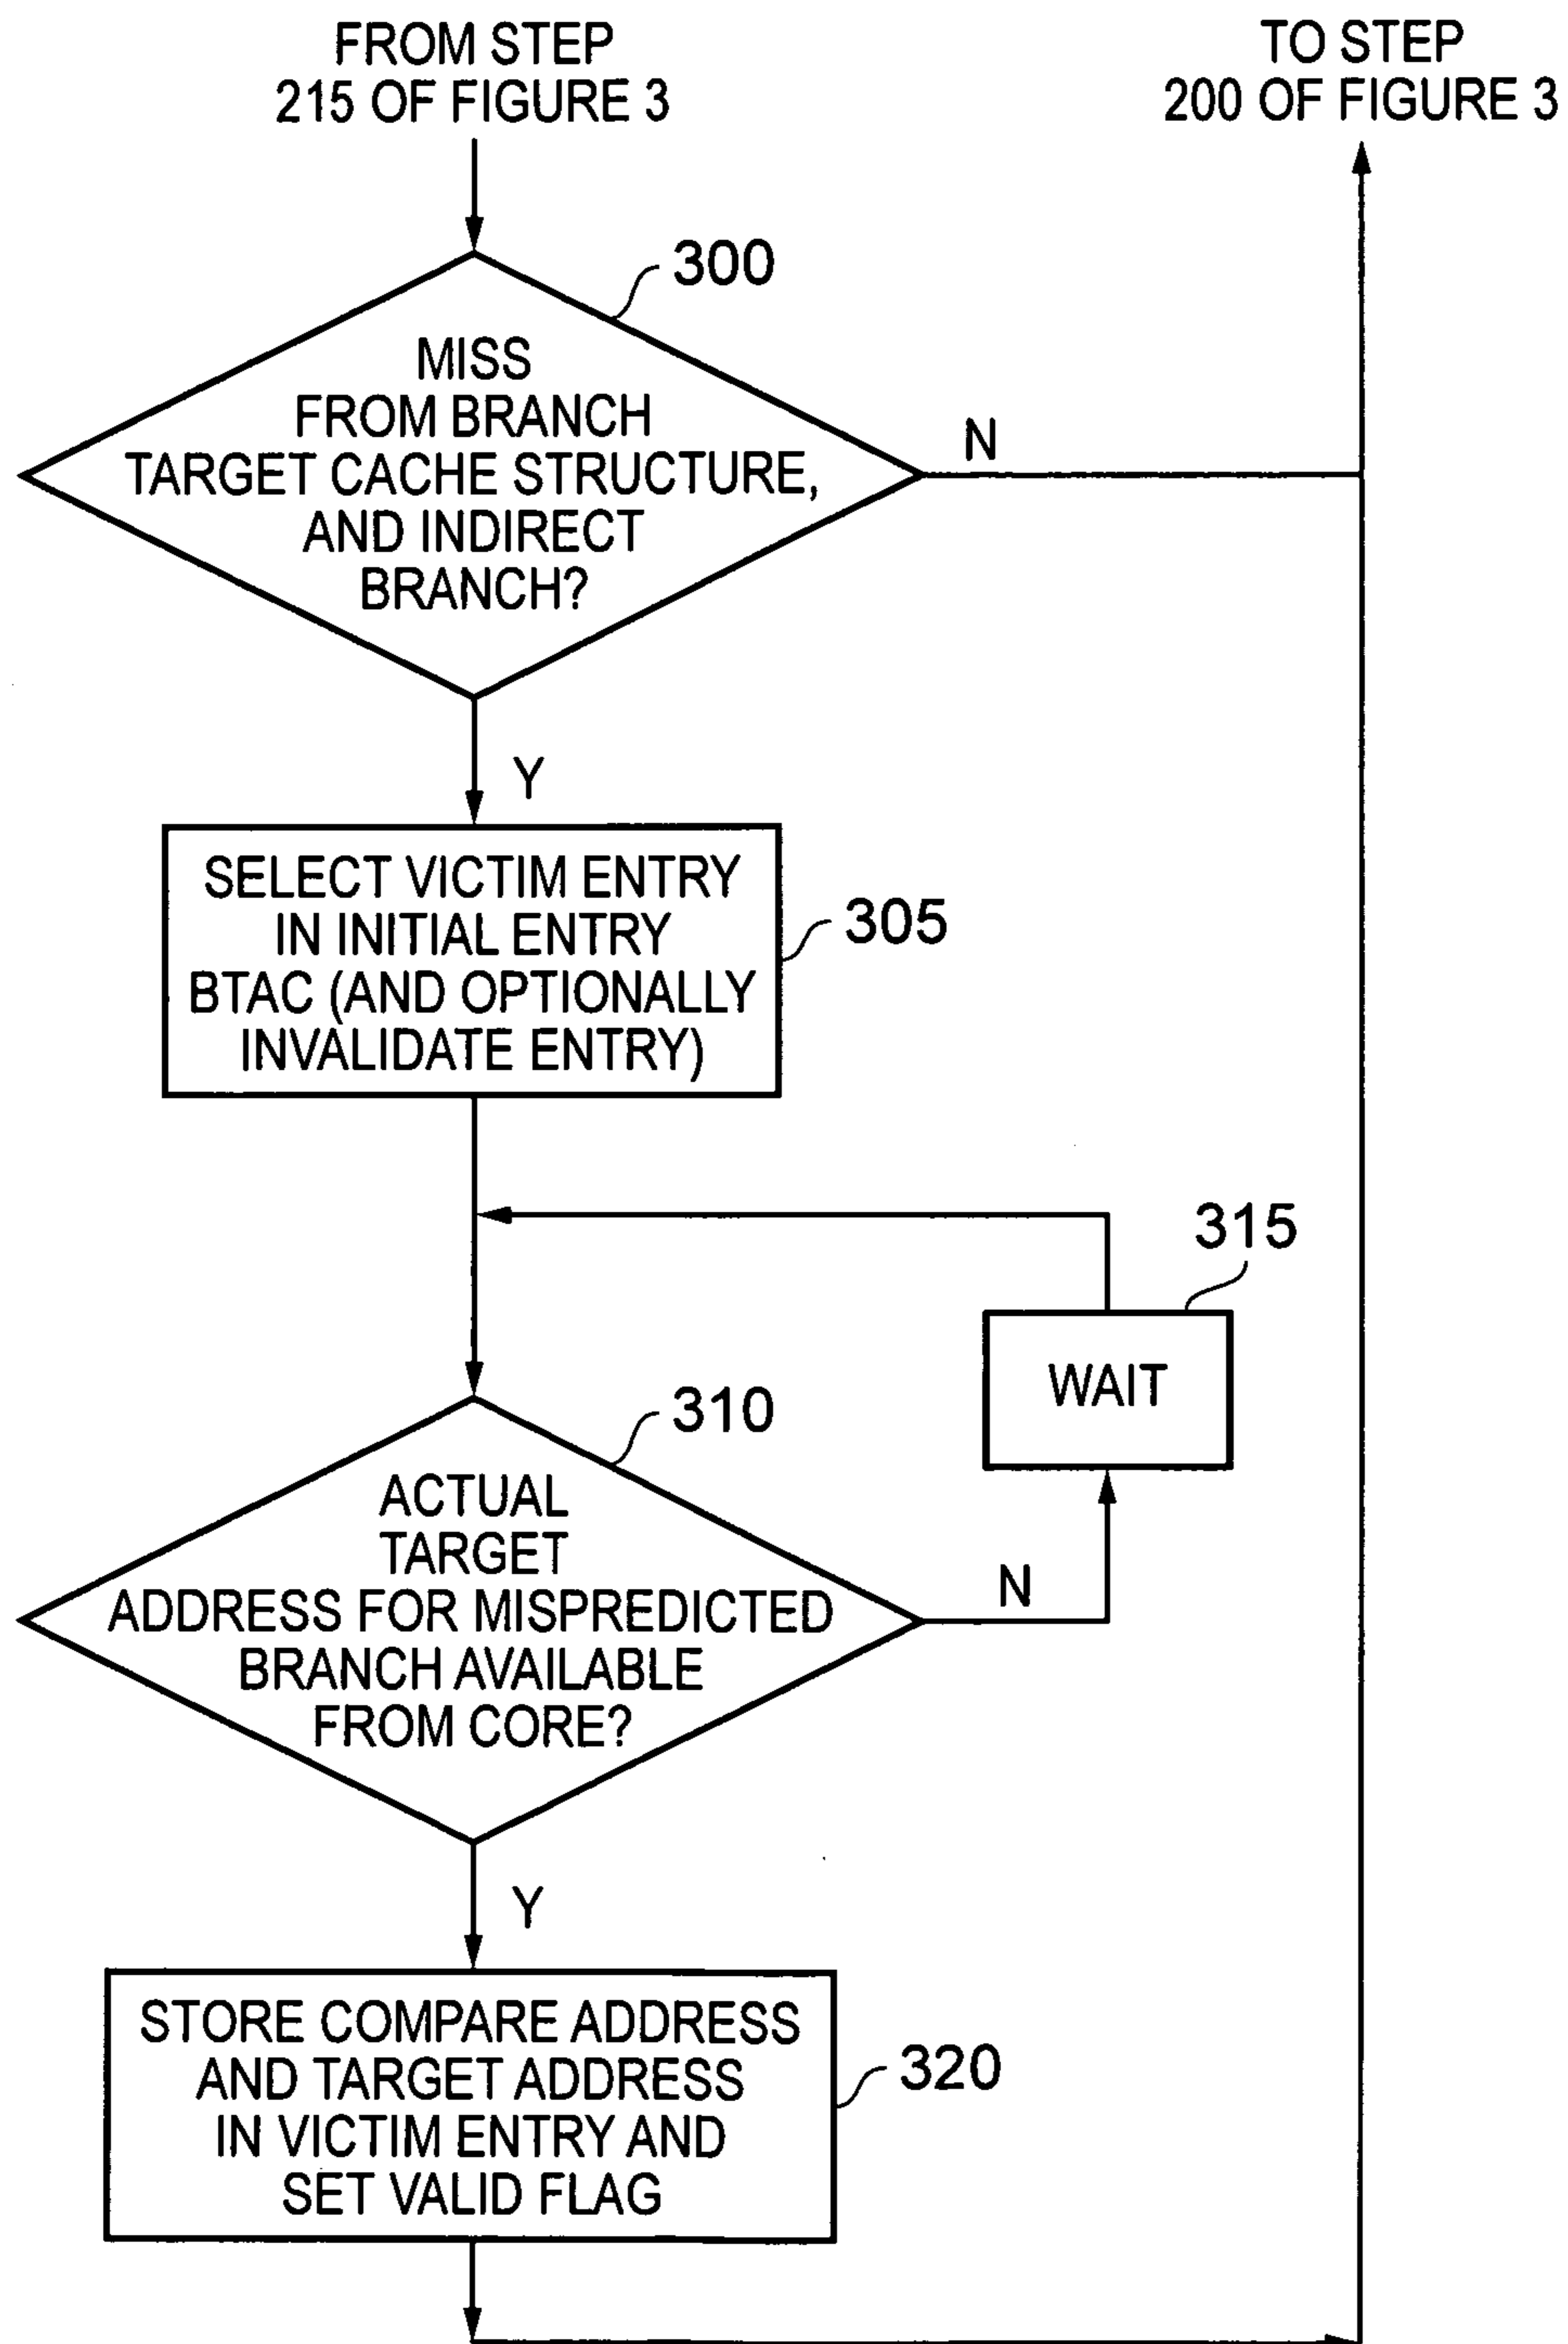 FROM STEP
215 OF FIGURE 3
TO STEP
200 OF FIGURE 3
300
MISS
FROM BRANCH
TARGET CACHE STRUCTURE,
AND INDIRECT
BRANCH?
N
Y
SELECT VICTIM ENTRY
IN INITIAL ENTRY
BTAC (AND OPTIONALLY
INVALIDATE ENTRY)
305
315
WAIT
310
ACTUAL
TARGET
ADDRESS FOR MISPREDICTED
BRANCH AVAILABLE
FROM CORE?
N
Y
STORE COMPARE ADDRESS
AND TARGET ADDRESS
IN VICTIM ENTRY AND
SET VALID FLAG
320